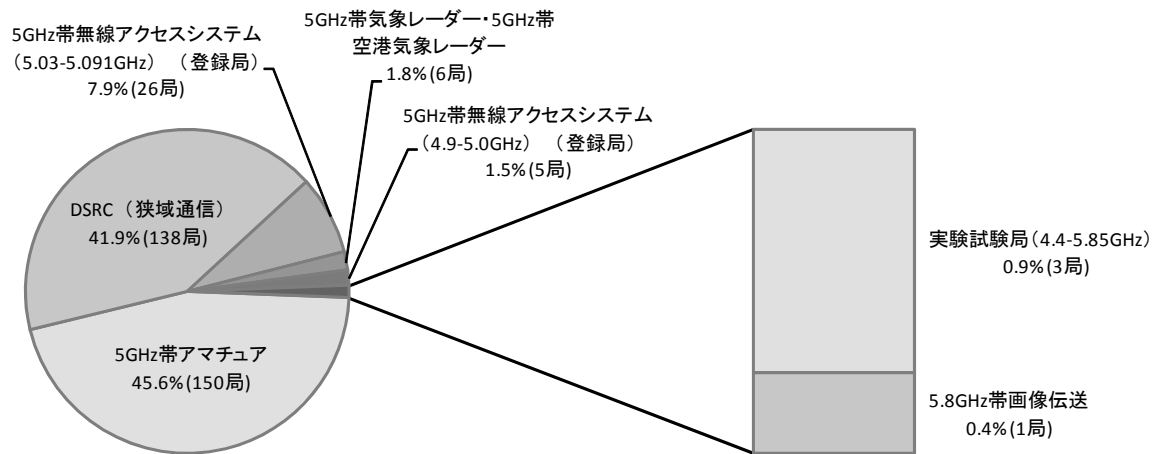 5GHz帯無線アクセスシステム
（5.03-5.091GHz）（登録局）
7.9%(26局)
5GHz帯気象レーダー・5GHz帯
空港気象レーダー
1.8%(6局)
5GHz帯無線アクセスシステム
（4.9-5.0GHz）（登録局）
1.5%(5局)
DSRC（狭域通信）
41.9%(138局)
5GHz帯アマチュア
45.6%(150局)
実験試験局（4.4-5.85GHz）
0.9%(3局)
5.8GHz帯画像伝送
0.4%(1局)